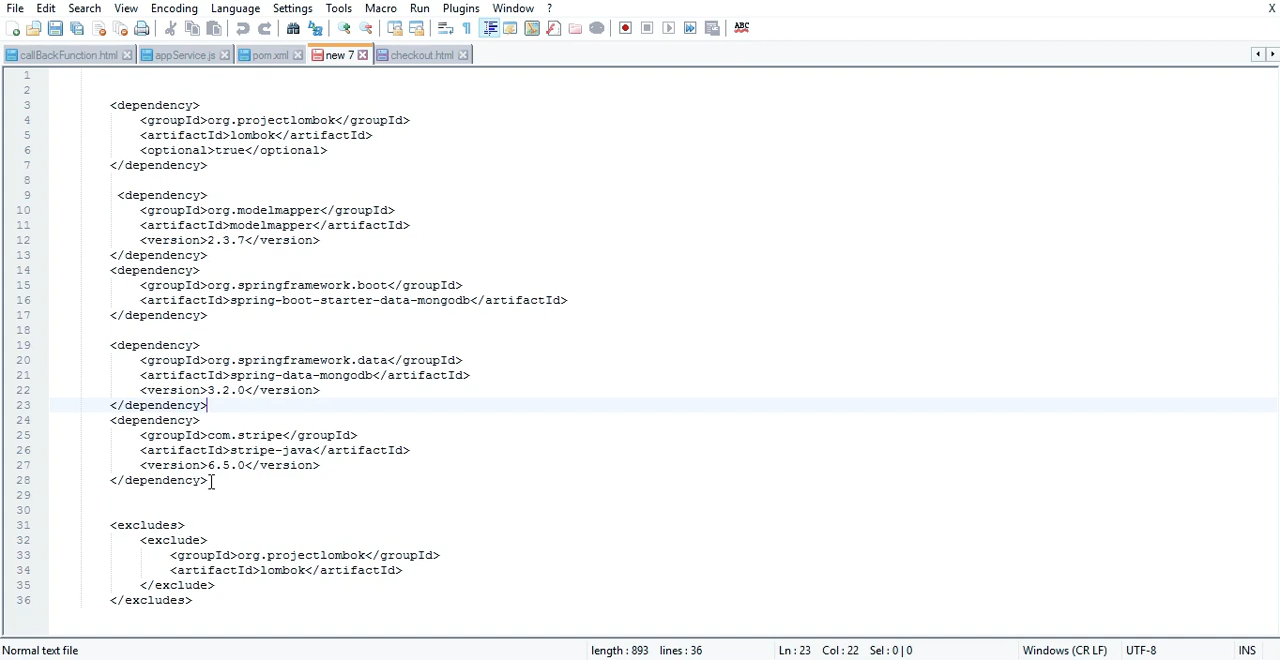 File Edit Search View Encoding Language Settings Tools Macro Run Plugins Window ? X
ABC
callBackFunction.html appService.js pom.xml new 7 checkout.html
1
2
3 <dependency>
4 <groupId>org.projectlombok</groupId>
5 <artifactId>lombok</artifactId>
6 <optional>true</optional>
7 </dependency>
8
9 <dependency>
10 <groupId>org.modelmapper</groupId>
11 <artifactId>modelmapper</artifactId>
12 <version>2.3.7</version>
13 </dependency>
14 <dependency>
15 <groupId>org.springframework.boot</groupId>
16 <artifactId>spring-boot-starter-data-mongodb</artifactId>
17 </dependency>
18
19 <dependency>
20 <groupId>org.springframework.data</groupId>
21 <artifactId>spring-data-mongodb</artifactId>
22 <version>3.2.0</version>
23 </dependency>
24 <dependency>
25 <groupId>com.stripe</groupId>
26 <artifactId>stripe-java</artifactId>
27 <version>6.5.0</version>
28 </dependency>
29
30
31 <excludes>
32 <exclude>
33 <groupId>org.projectlombok</groupId>
34 <artifactId>lombok</artifactId>
35 </exclude>
36 </excludes>
Normal text file length : 893 lines : 36 Ln : 23 Col : 22 Sel : 0 | 0 Windows (CR LF) UTF-8 INS